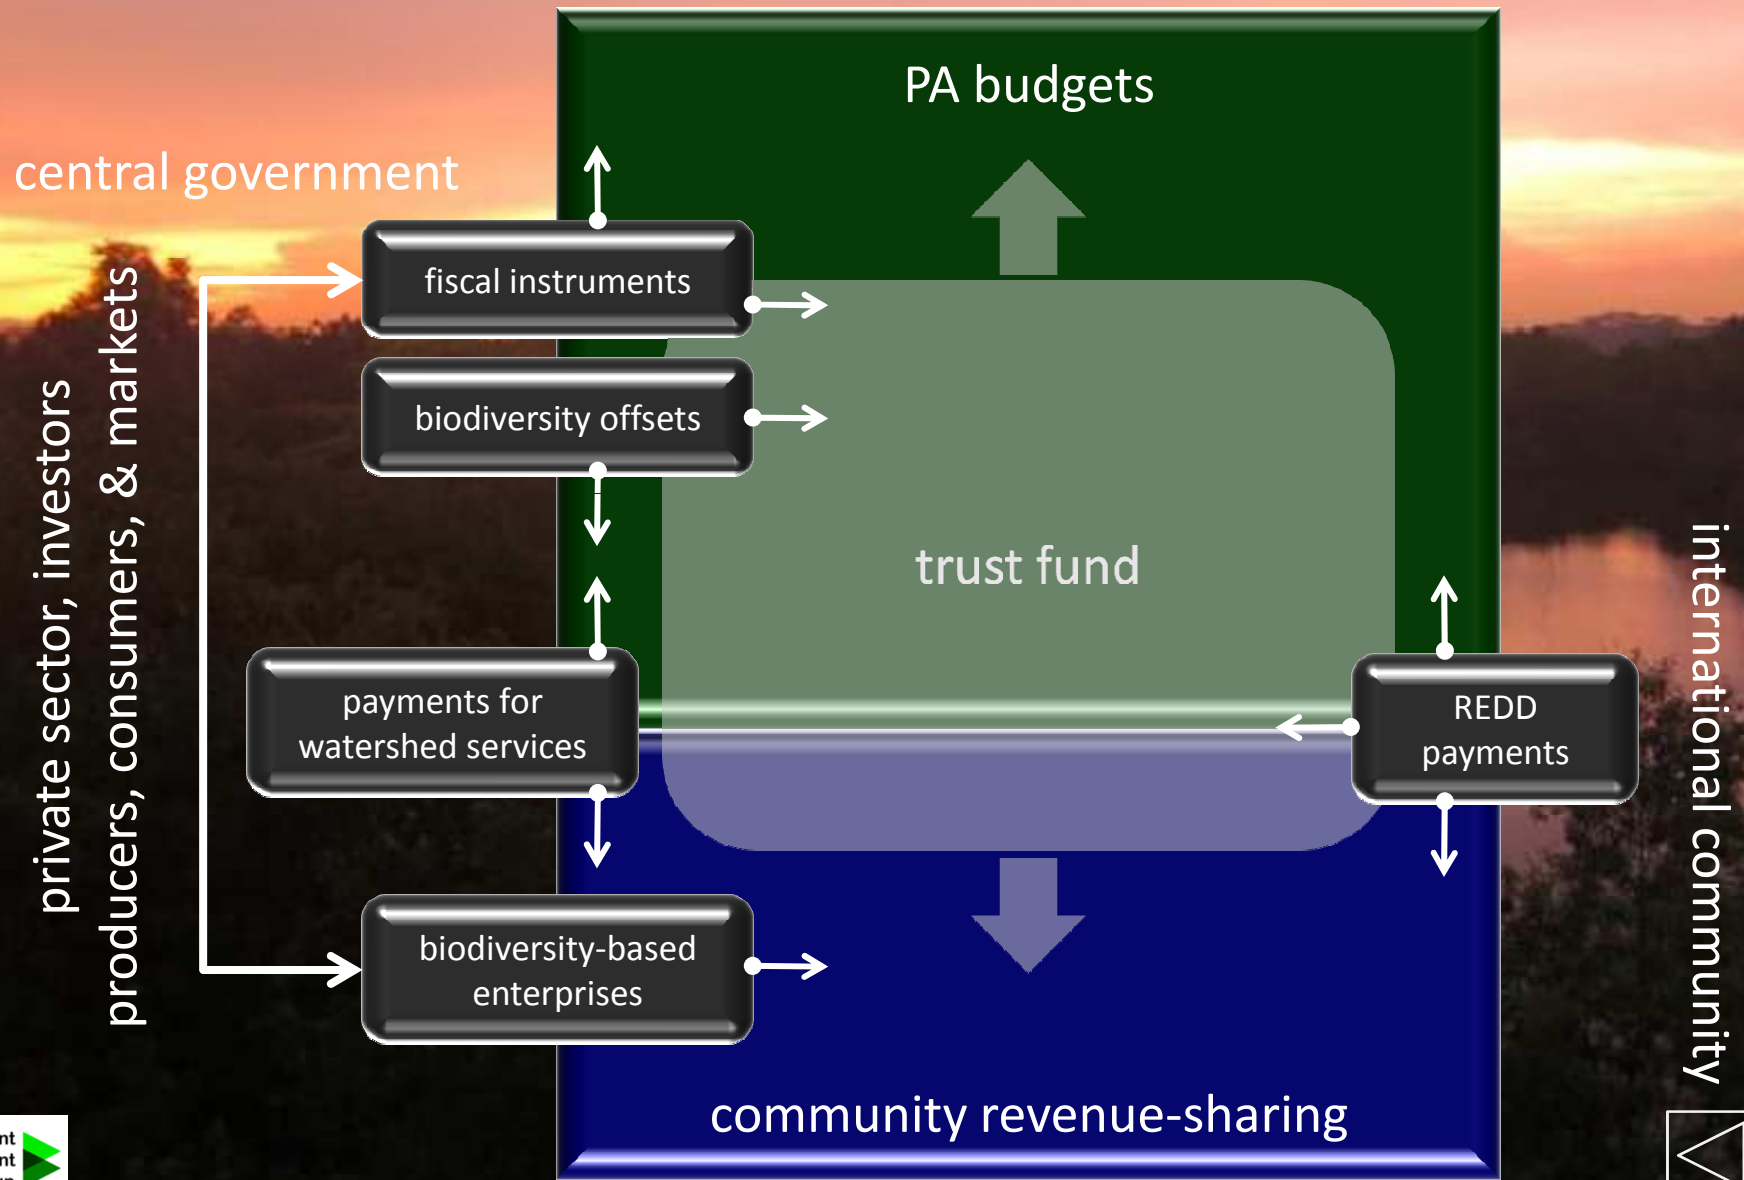 PA budgets
central government
fiscal instruments
biodiversity offsets
trust fund
private sector, investors
producers, consumers, & markets
payments for
watershed services
REDD
payments
international community
biodiversity-based
enterprises
community revenue-sharing